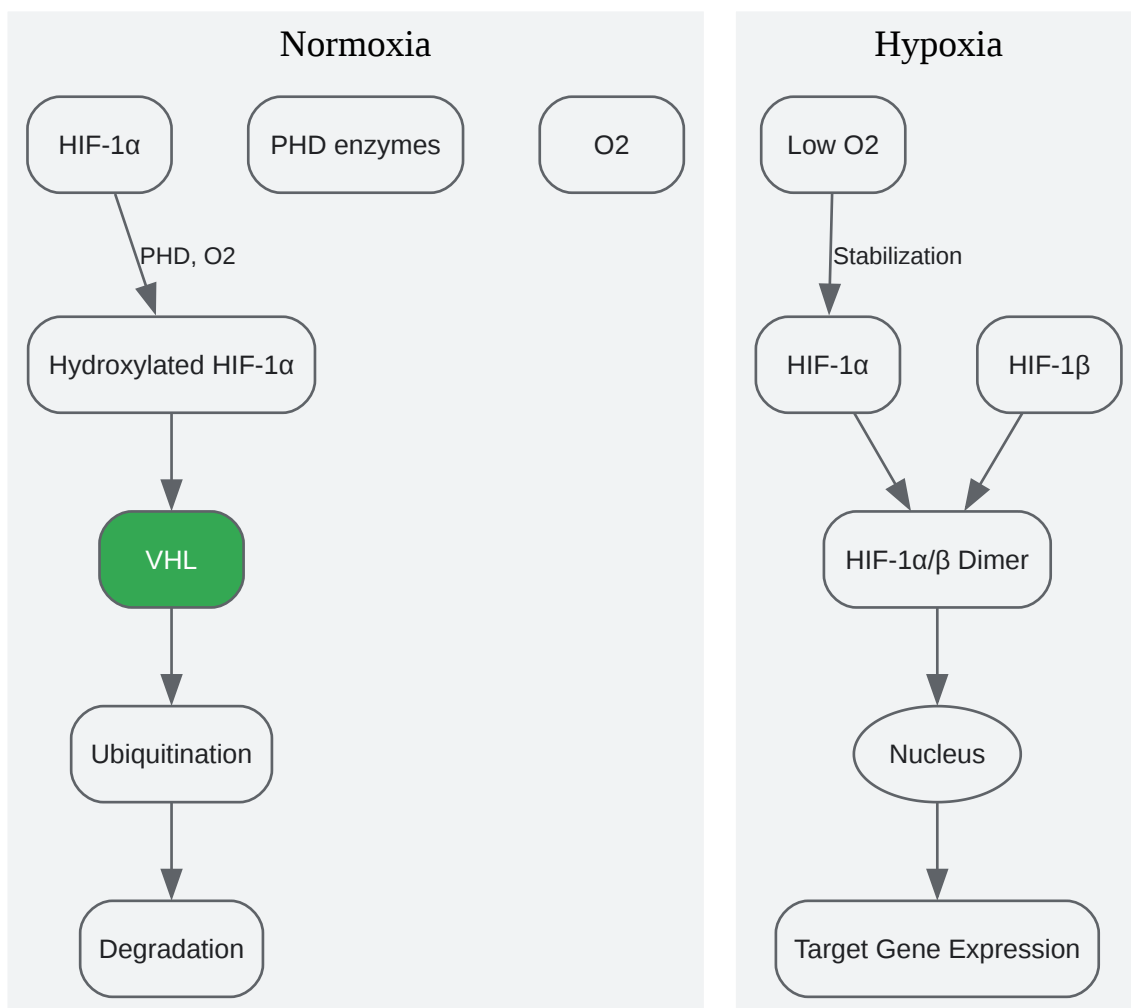 Normoxia
HIF-1α
PHD enzymes
O2
PHD, O2
Hydroxylated HIF-1α
VHL
Ubiquitination
Degradation
Hypoxia
Low O2
Stabilization
HIF-1α
HIF-1β
HIF-1α/β Dimer
Nucleus
Target Gene Expression